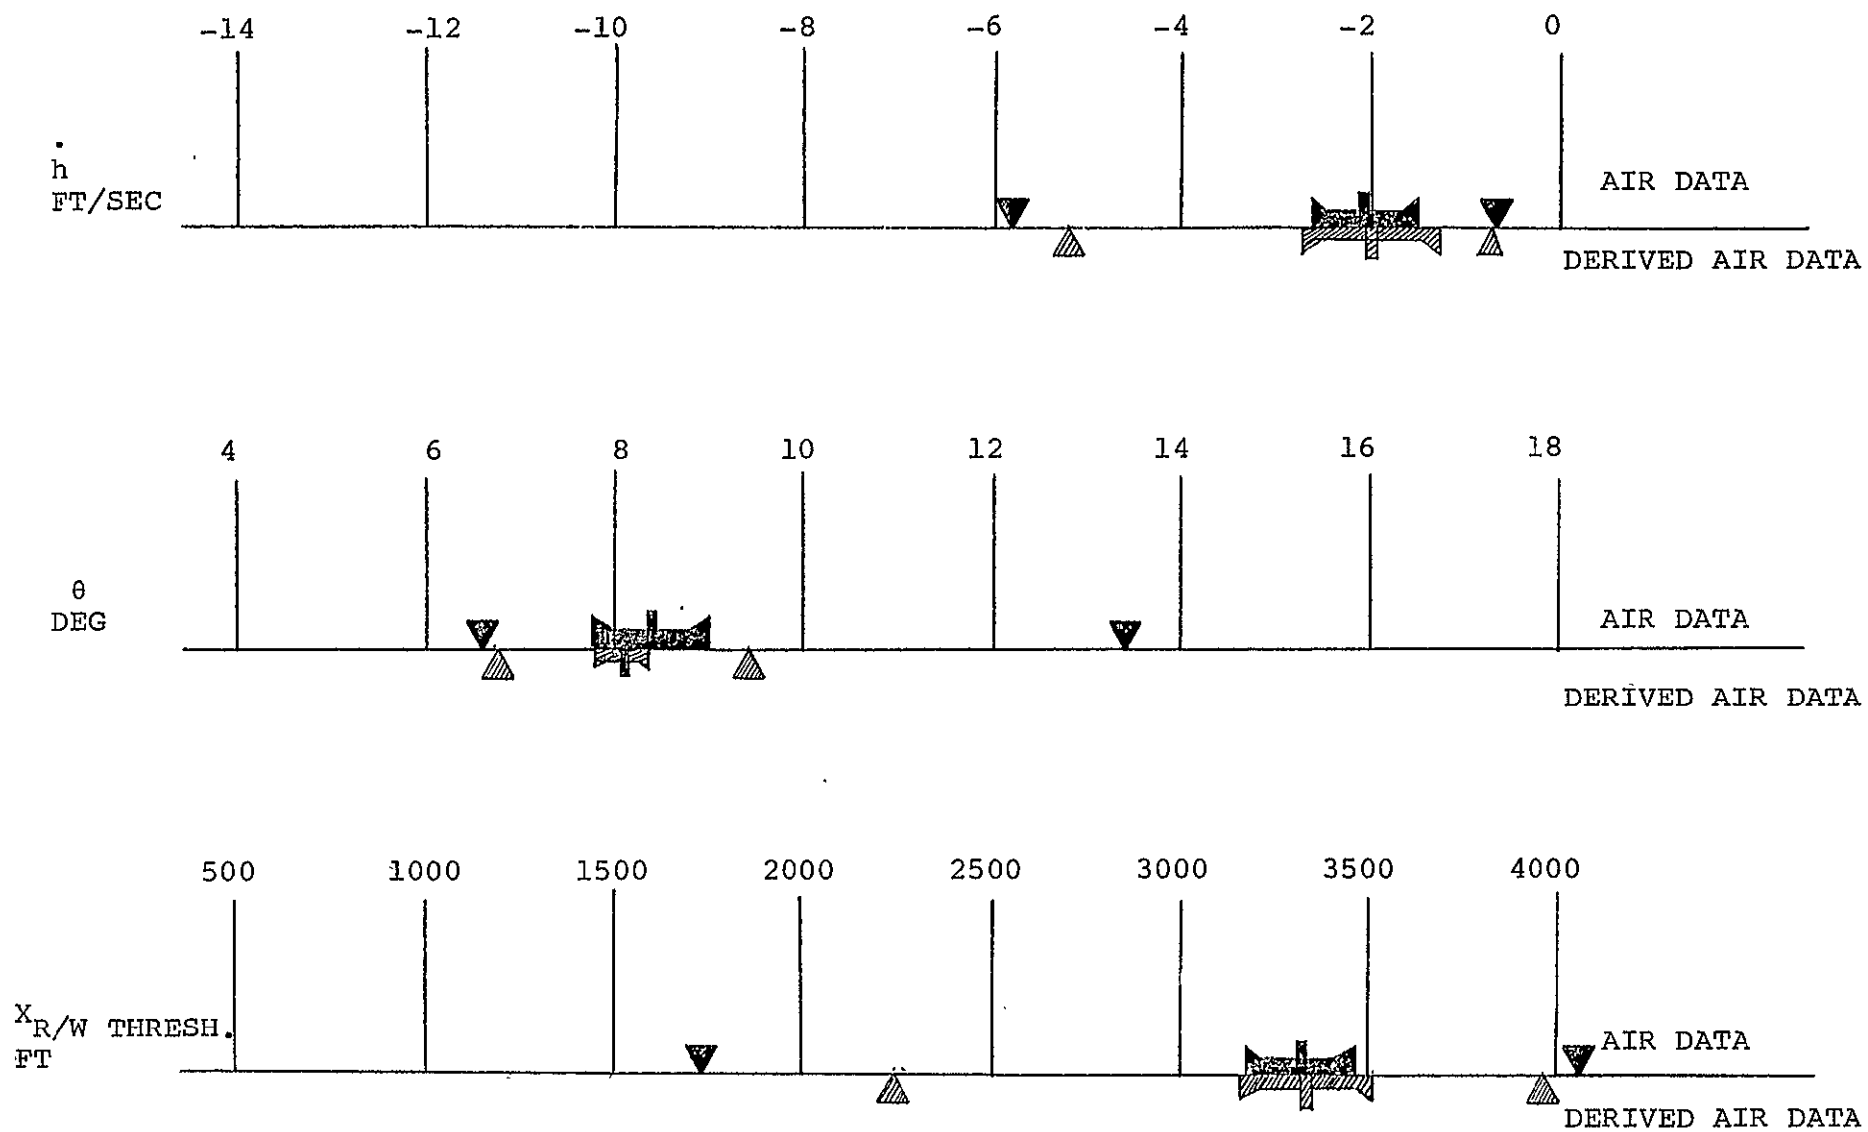 -14 -12 -10 -8 -6 -4 -2 0
ḣ
FT/SEC
AIR DATA
DERIVED AIR DATA
4 6 8 10 12 14 16 18
θ
DEG
AIR DATA
DERIVED AIR DATA
500 1000 1500 2000 2500 3000 3500 4000
X R/W THRESH.
FT
AIR DATA
DERIVED AIR DATA